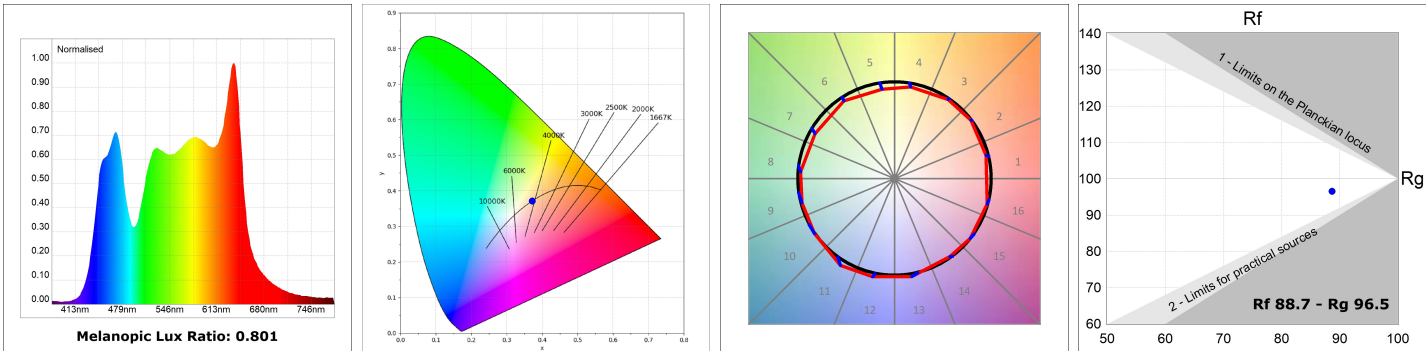 Normalised
1.00
0.90
0.80
0.70
0.60
0.50
0.40
0.30
0.20
0.10
0.00
413nm 479nm 546nm 613nm 680nm 746nm
Melanopic Lux Ratio: 0.801
0.9
0.8
0.7
0.6
0.5
0.4
0.3
0.2
0.1
0.0
y
1667K
2000K
2500K
3000K
4000K
6000K
10000K
0.0 0.1 0.2 0.3 0.4 0.5 0.6 0.7 0.8
x
1
2
3
4
5
6
7
8
9
10
11
12
13
14
15
16
Rf
140
130
120
110
100
90
80
70
60
1 - Limits on the Planckian locus
Rg
2 - Limits for practical sources
Rf 88.7 - Rg 96.5
50 60 70 80 90 100